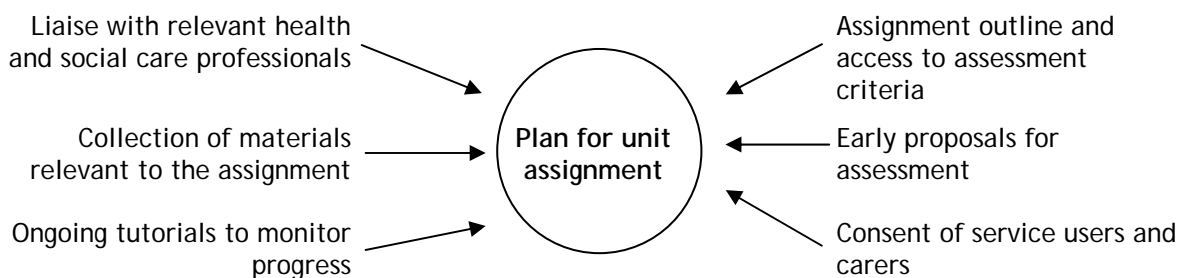 Liaise with relevant health
and social care professionals
Collection of materials
relevant to the assignment
Ongoing tutorials to monitor
progress
Plan for unit
assignment
Assignment outline and
access to assessment
criteria
Early proposals for
assessment
Consent of service users and
carers